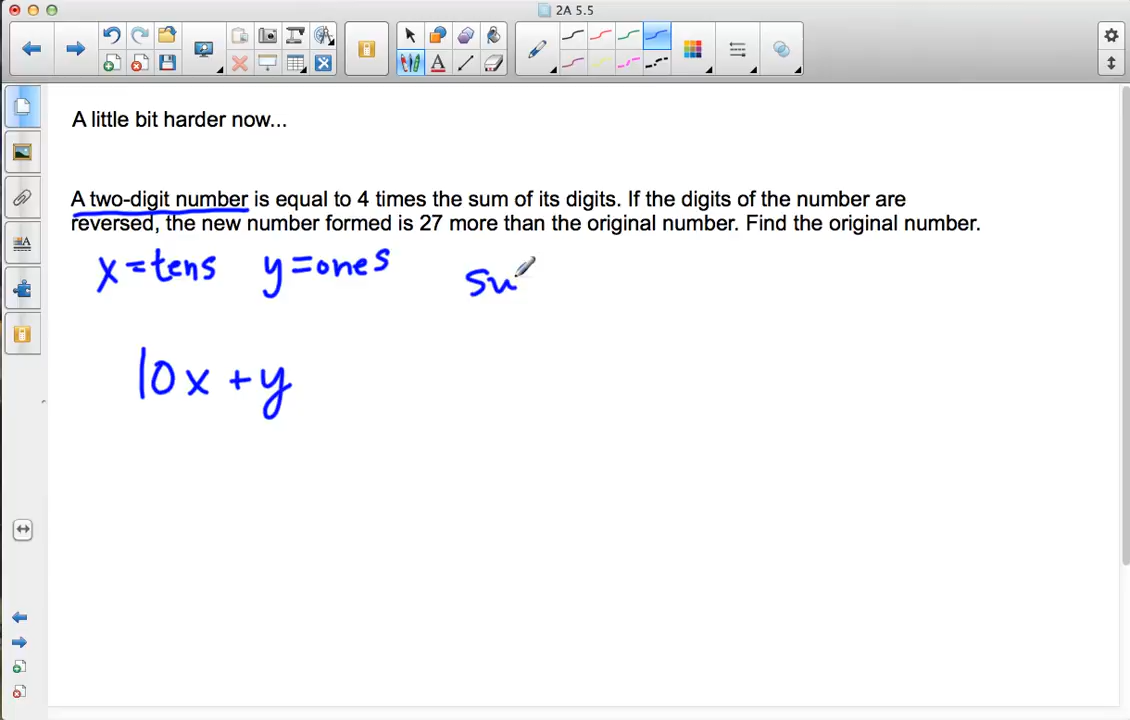 2A 5.5
A little bit harder now...
A two-digit number is equal to 4 times the sum of its digits. If the digits of the number are
reversed, the new number formed is 27 more than the original number. Find the original number.
x = tens y = ones su
10x + y